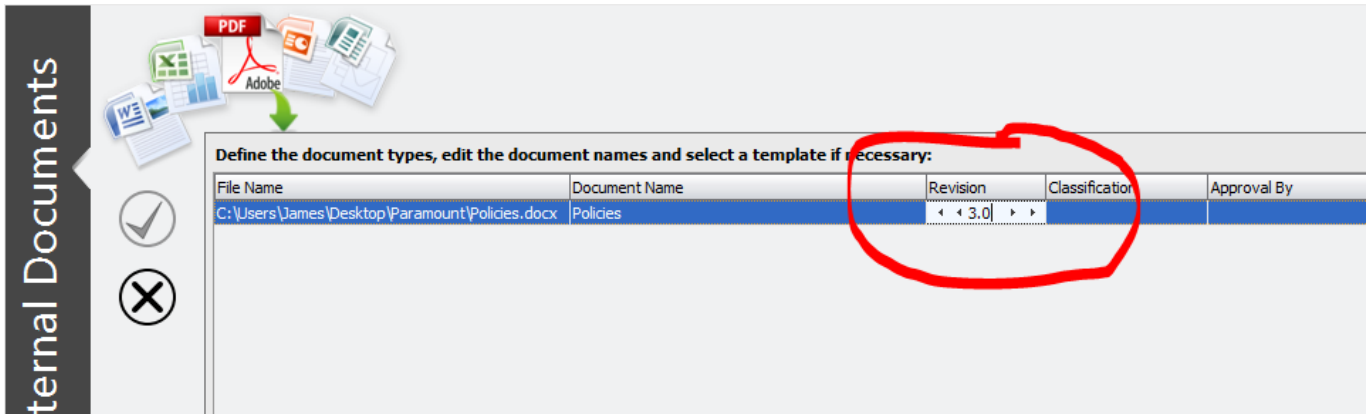 PDF
Adobe
W
ternal Documents
Define the document types, edit the document names and select a template if necessary:
File Name Document Name Revision Classification Approval By
C:\Users\James\Desktop\Paramount\Policies.docx Policies 3.0